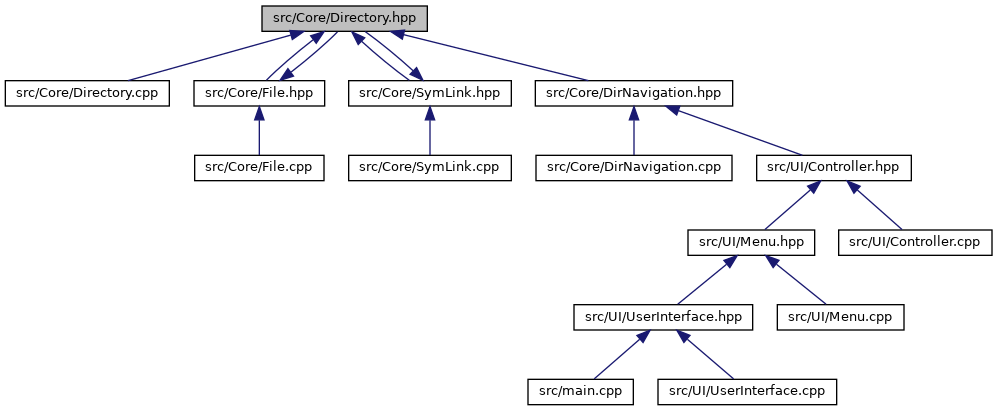 src/Core/Directory.hpp
src/Core/Directory.cpp
src/Core/File.hpp
src/Core/SymLink.hpp
src/Core/DirNavigation.hpp
src/Core/File.cpp
src/Core/SymLink.cpp
src/Core/DirNavigation.cpp
src/UI/Controller.hpp
src/UI/Menu.hpp
src/UI/Controller.cpp
src/UI/UserInterface.hpp
src/UI/Menu.cpp
src/main.cpp
src/UI/UserInterface.cpp